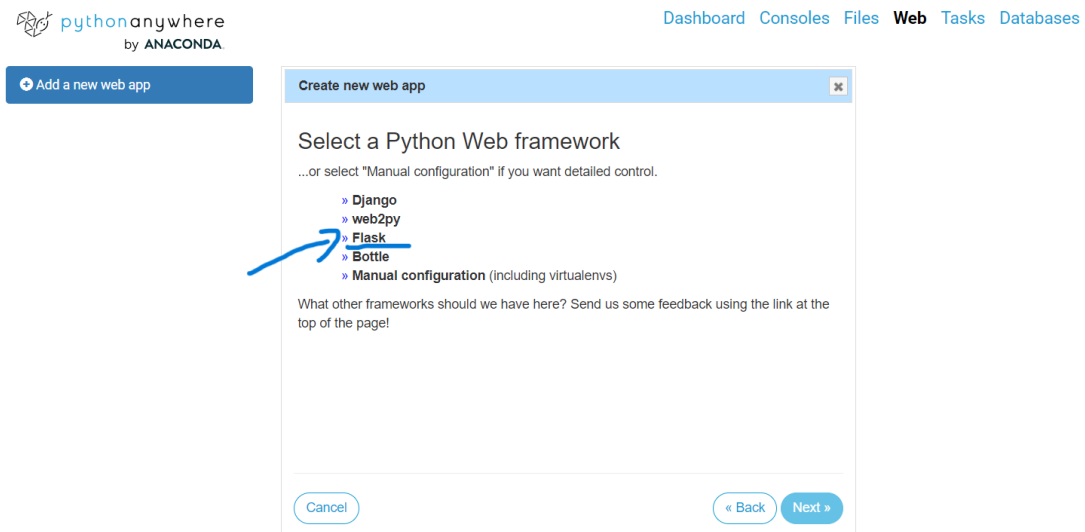 pythonanywhere
by ANACONDA.
Dashboard Consoles Files Web Tasks Databases
Add a new web app
Create new web app
Select a Python Web framework
...or select "Manual configuration" if you want detailed control.
» Django
» web2py
» Flask
» Bottle
» Manual configuration (including virtualenvs)
What other frameworks should we have here? Send us some feedback using the link at the
top of the page!
Cancel
« Back
Next »